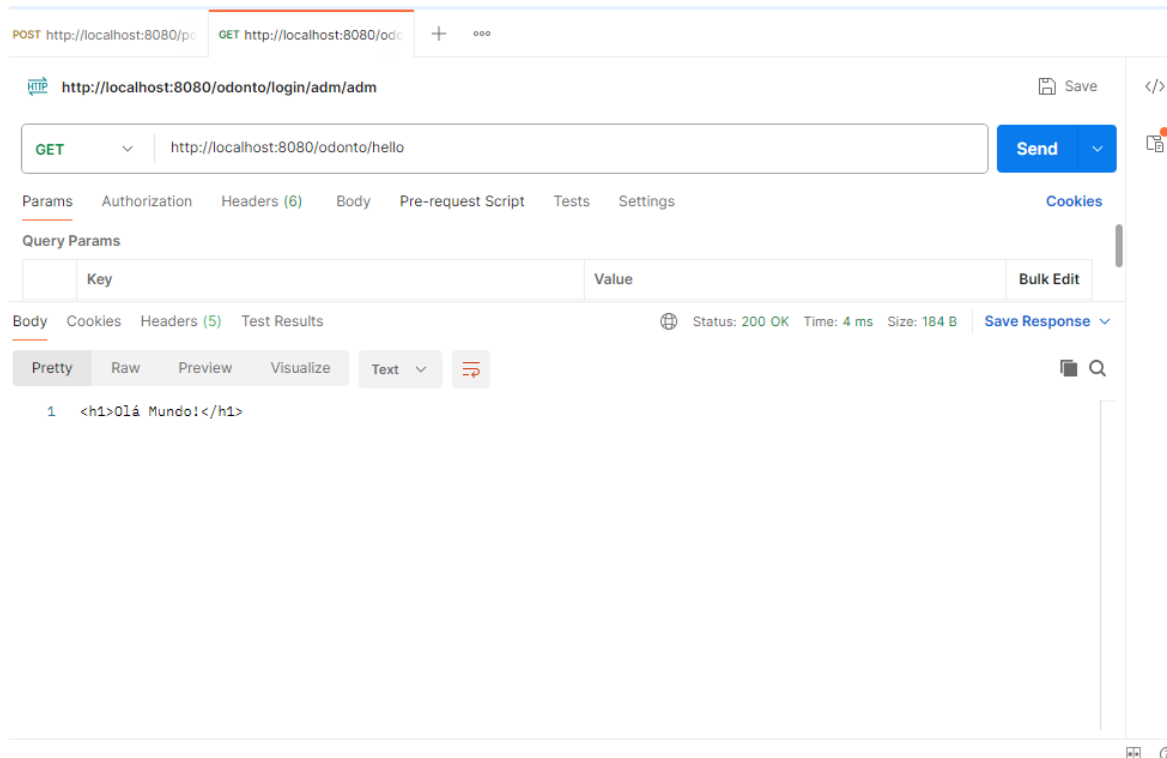 POST http://localhost:8080/po GET http://localhost:8080/odo
HTTP http://localhost:8080/odonto/login/adm/adm Save </>
GET http://localhost:8080/odonto/hello Send
Params Authorization Headers (6) Body Pre-request Script Tests Settings Cookies
Query Params
Key Value Bulk Edit
Body Cookies Headers (5) Test Results Status: 200 OK Time: 4 ms Size: 184 B Save Response
Pretty Raw Preview Visualize Text
1 <h1>Olá Mundo!</h1>